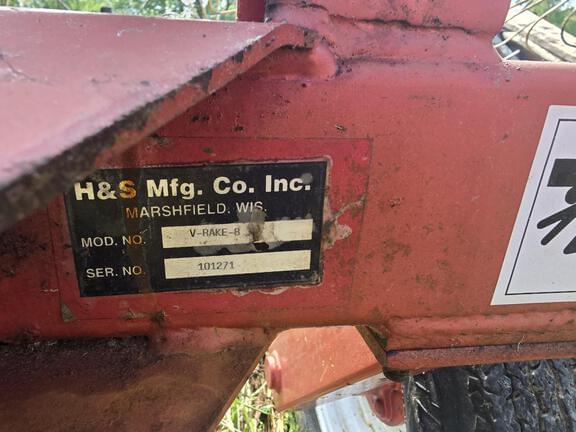 H&S Mfg. Co. Inc.
MARSHFIELD, WIS.
MOD. NO. V-RAKE-8
SER. NO. 101271